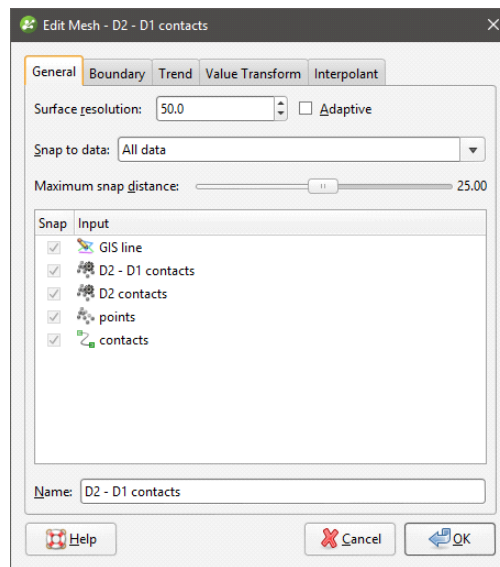 Edit Mesh - D2 - D1 contacts
General Boundary Trend Value Transform Interpolant
Surface resolution: 50.0 Adaptive
Snap to data: All data
Maximum snap distance: 25.00
Snap Input
GIS line
D2 - D1 contacts
D2 contacts
points
contacts
Name: D2 - D1 contacts
Help Cancel OK